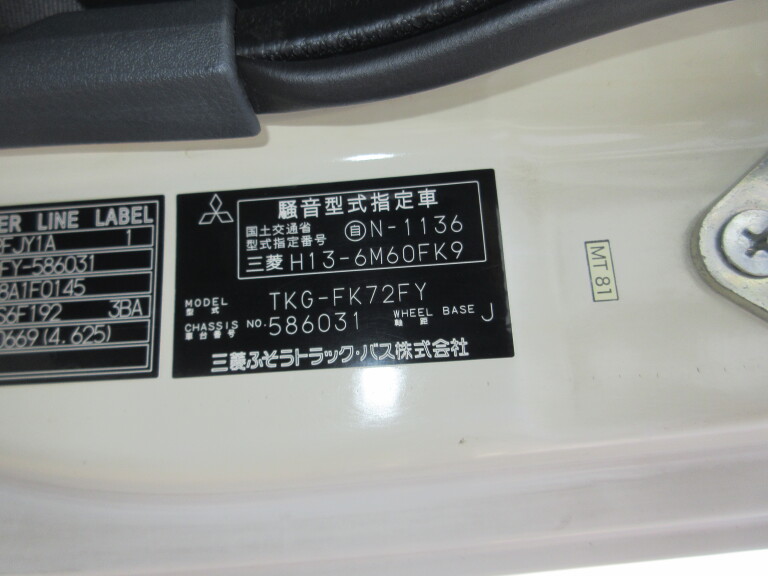 ER LINE LABEL
FJY1A 1
FY-586031
8A1F0145
S6F192 3BA
0669(4.625)
騒音型式指定車
国土交通省
型式指定番号 自 N-1136
三菱 H13-6M60FK9
MODEL
型式 TKG-FK72FY
CHASSIS NO. 586031 WHEEL BASE J
車台番号 軸距
三菱ふそうトラック・バス株式会社
MT 81